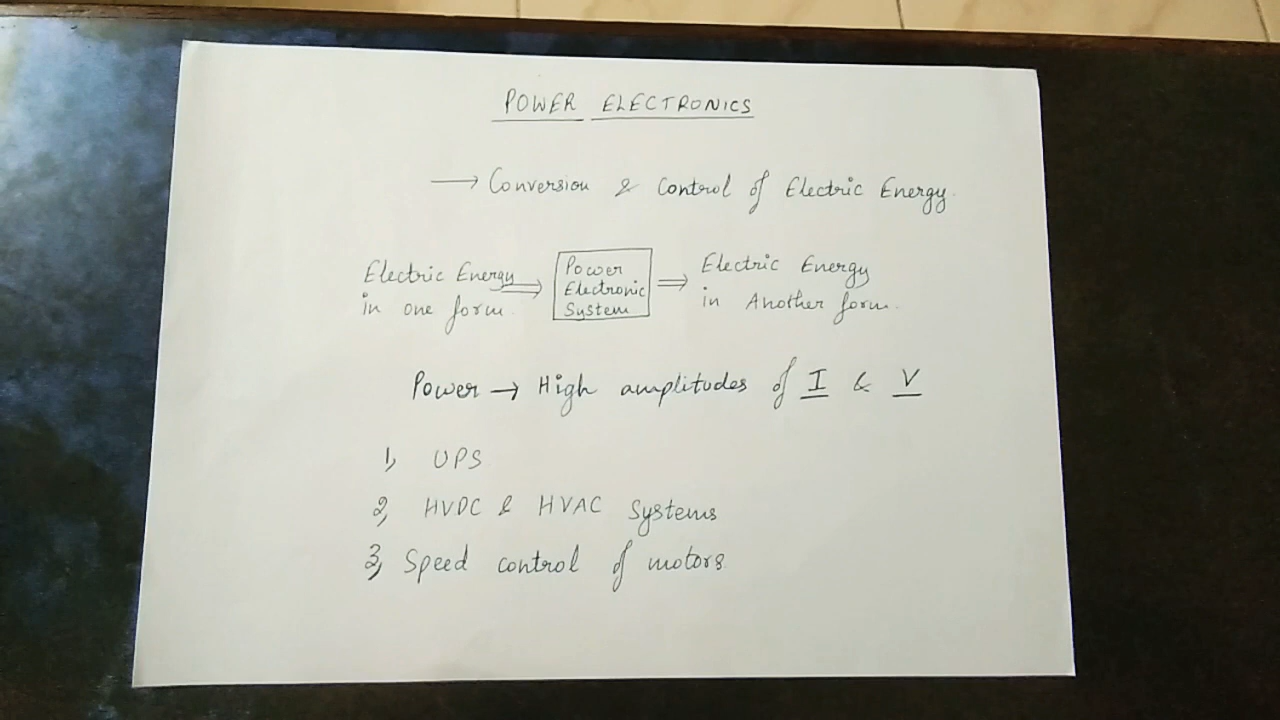 POWER ELECTRONICS
→ Conversion & Control of Electric Energy.
Electric Energy in one form. ⇒
Power Electronic System
⇒ Electric Energy in Another form.
Power → High amplitudes of I & V
1, UPS
2, HVDC & HVAC Systems
3, Speed control of motors